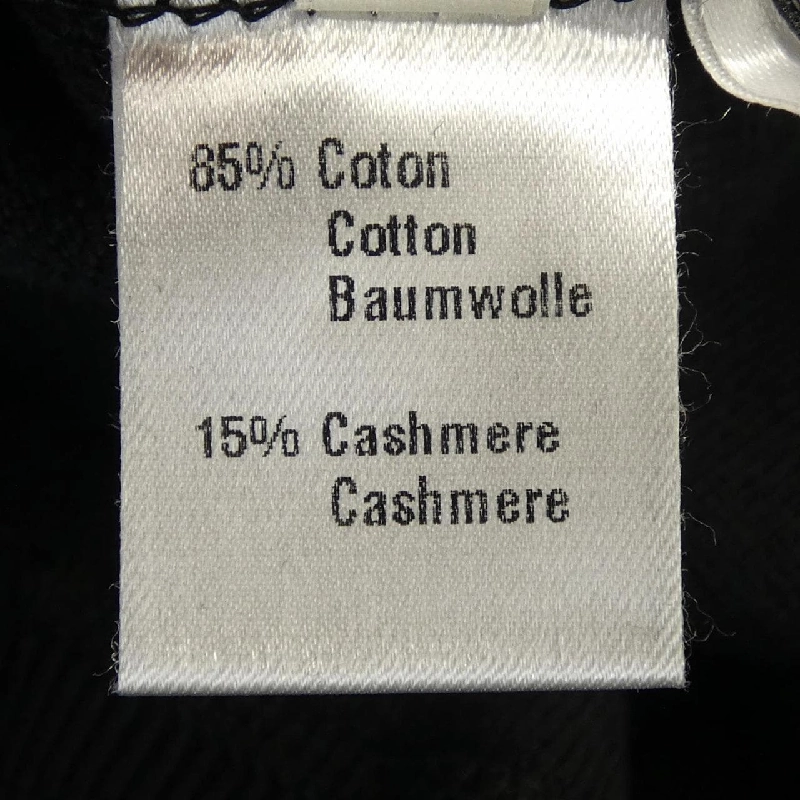 85% Coton
Cotton
Baumwolle
15% Cashmere
Cashmere